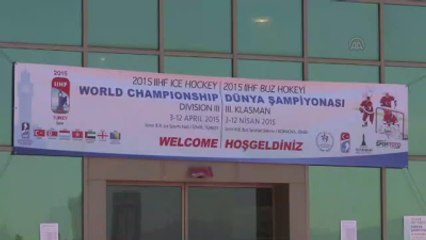 AA
2015 IIHF ICE HOCKEY
WORLD CHAMPIONSHIP
DIVISION III
3-12 APRIL 2015
WELCOME
2015 IIHF BUZ HOKEYİ
DÜNYA ŞAMPİYONASI
III. KLASMAN
3-12 NİSAN 2015
HOŞGELDİNİZ
2015
IIHF
TURKEY